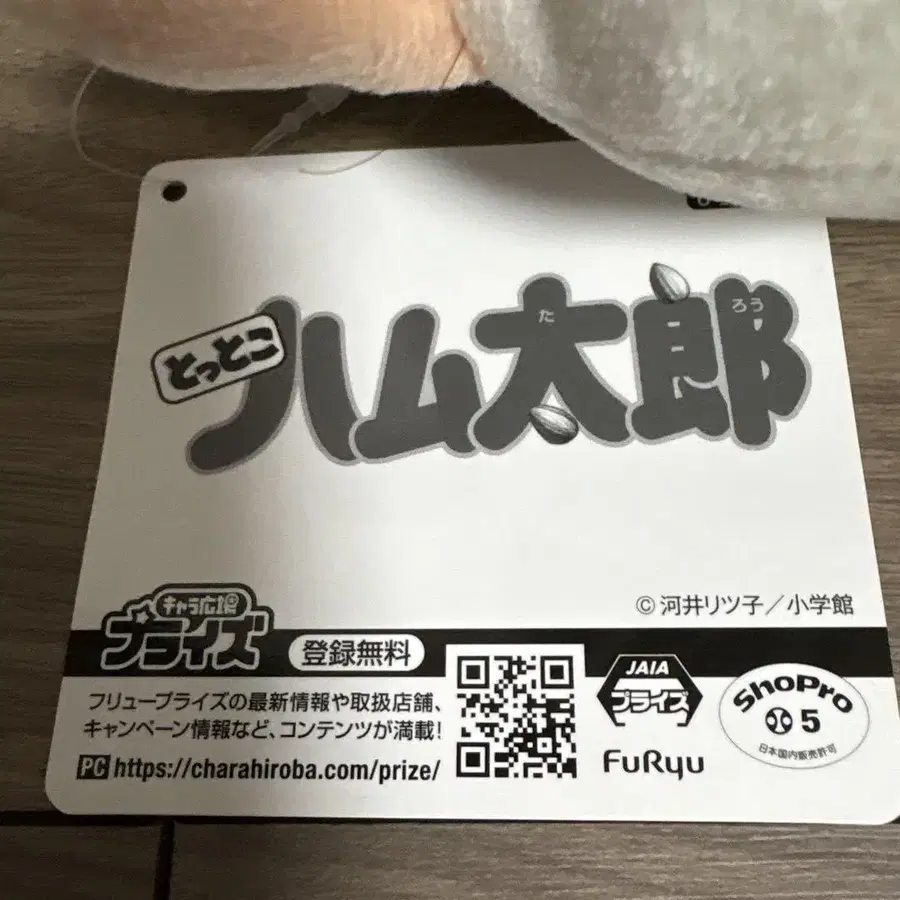 とっとこ
ハム太郎
たろう
©河井リツ子／小学館
キャラ広場
プライズ
登録無料
フリュープライズの最新情報や取扱店舗、
キャンペーン情報など、コンテンツが満載!
PC https://charahiroba.com/prize/
JAIA
プライズ
FuRyu
ShoPro
5
日本国内販売許可